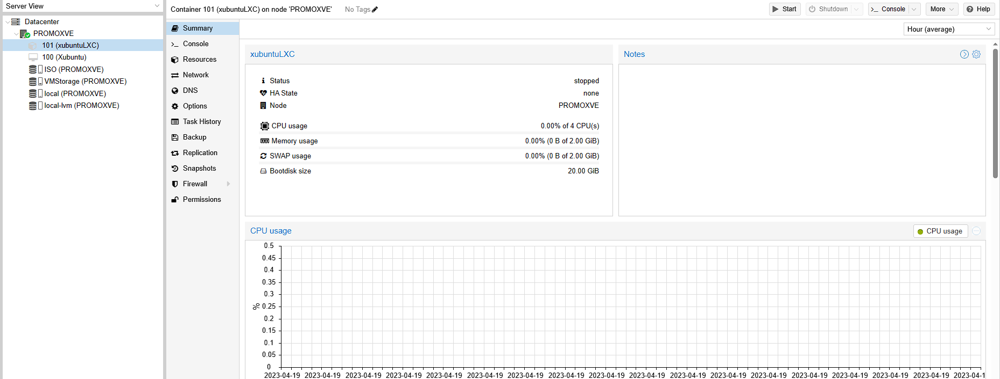 Server View
Datacenter
PROMOXVE
101 (xubuntuLXC)
100 (Xubuntu)
ISO (PROMOXVE)
VMStorage (PROMOXVE)
local (PROMOXVE)
local-lvm (PROMOXVE)
Container 101 (xubuntuLXC) on node 'PROMOXVE' No Tags
Start Shutdown Console More Help
Summary
Console
Resources
Network
DNS
Options
Task History
Backup
Replication
Snapshots
Firewall
Permissions
Hour (average)
xubuntuLXC
Status stopped
HA State none
Node PROMOXVE
CPU usage 0.00% of 4 CPU(s)
Memory usage 0.00% (0 B of 2.00 GiB)
SWAP usage 0.00% (0 B of 2.00 GiB)
Bootdisk size 20.00 GiB
Notes
CPU usage
CPU usage
0.5
0.45
0.4
0.35
0.3
0.25
0.2
0.15
0.1
0.05
0
%
2023-04-19 2023-04-19 2023-04-19 2023-04-19 2023-04-19 2023-04-19 2023-04-19 2023-04-19 2023-04-19 2023-04-19 2023-04-19 2023-04-19 2023-04-19 2023-04-19 2023-04-19 2023-04-19 2023-04-19 2023-04-1